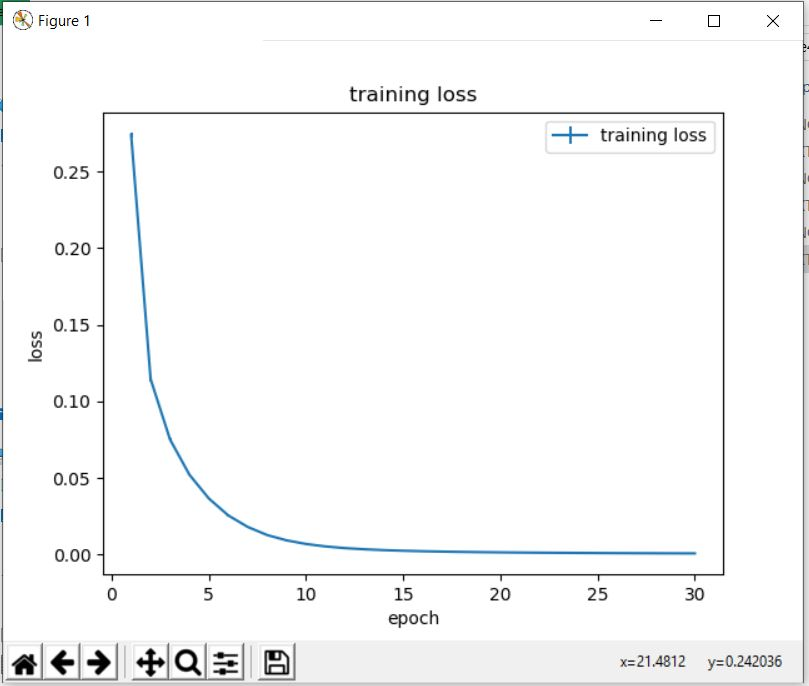 Figure 1
training loss
training loss
0.25
0.20
0.15
0.10
0.05
0.00
loss
0 5 10 15 20 25 30
epoch
x=21.4812 y=0.242036